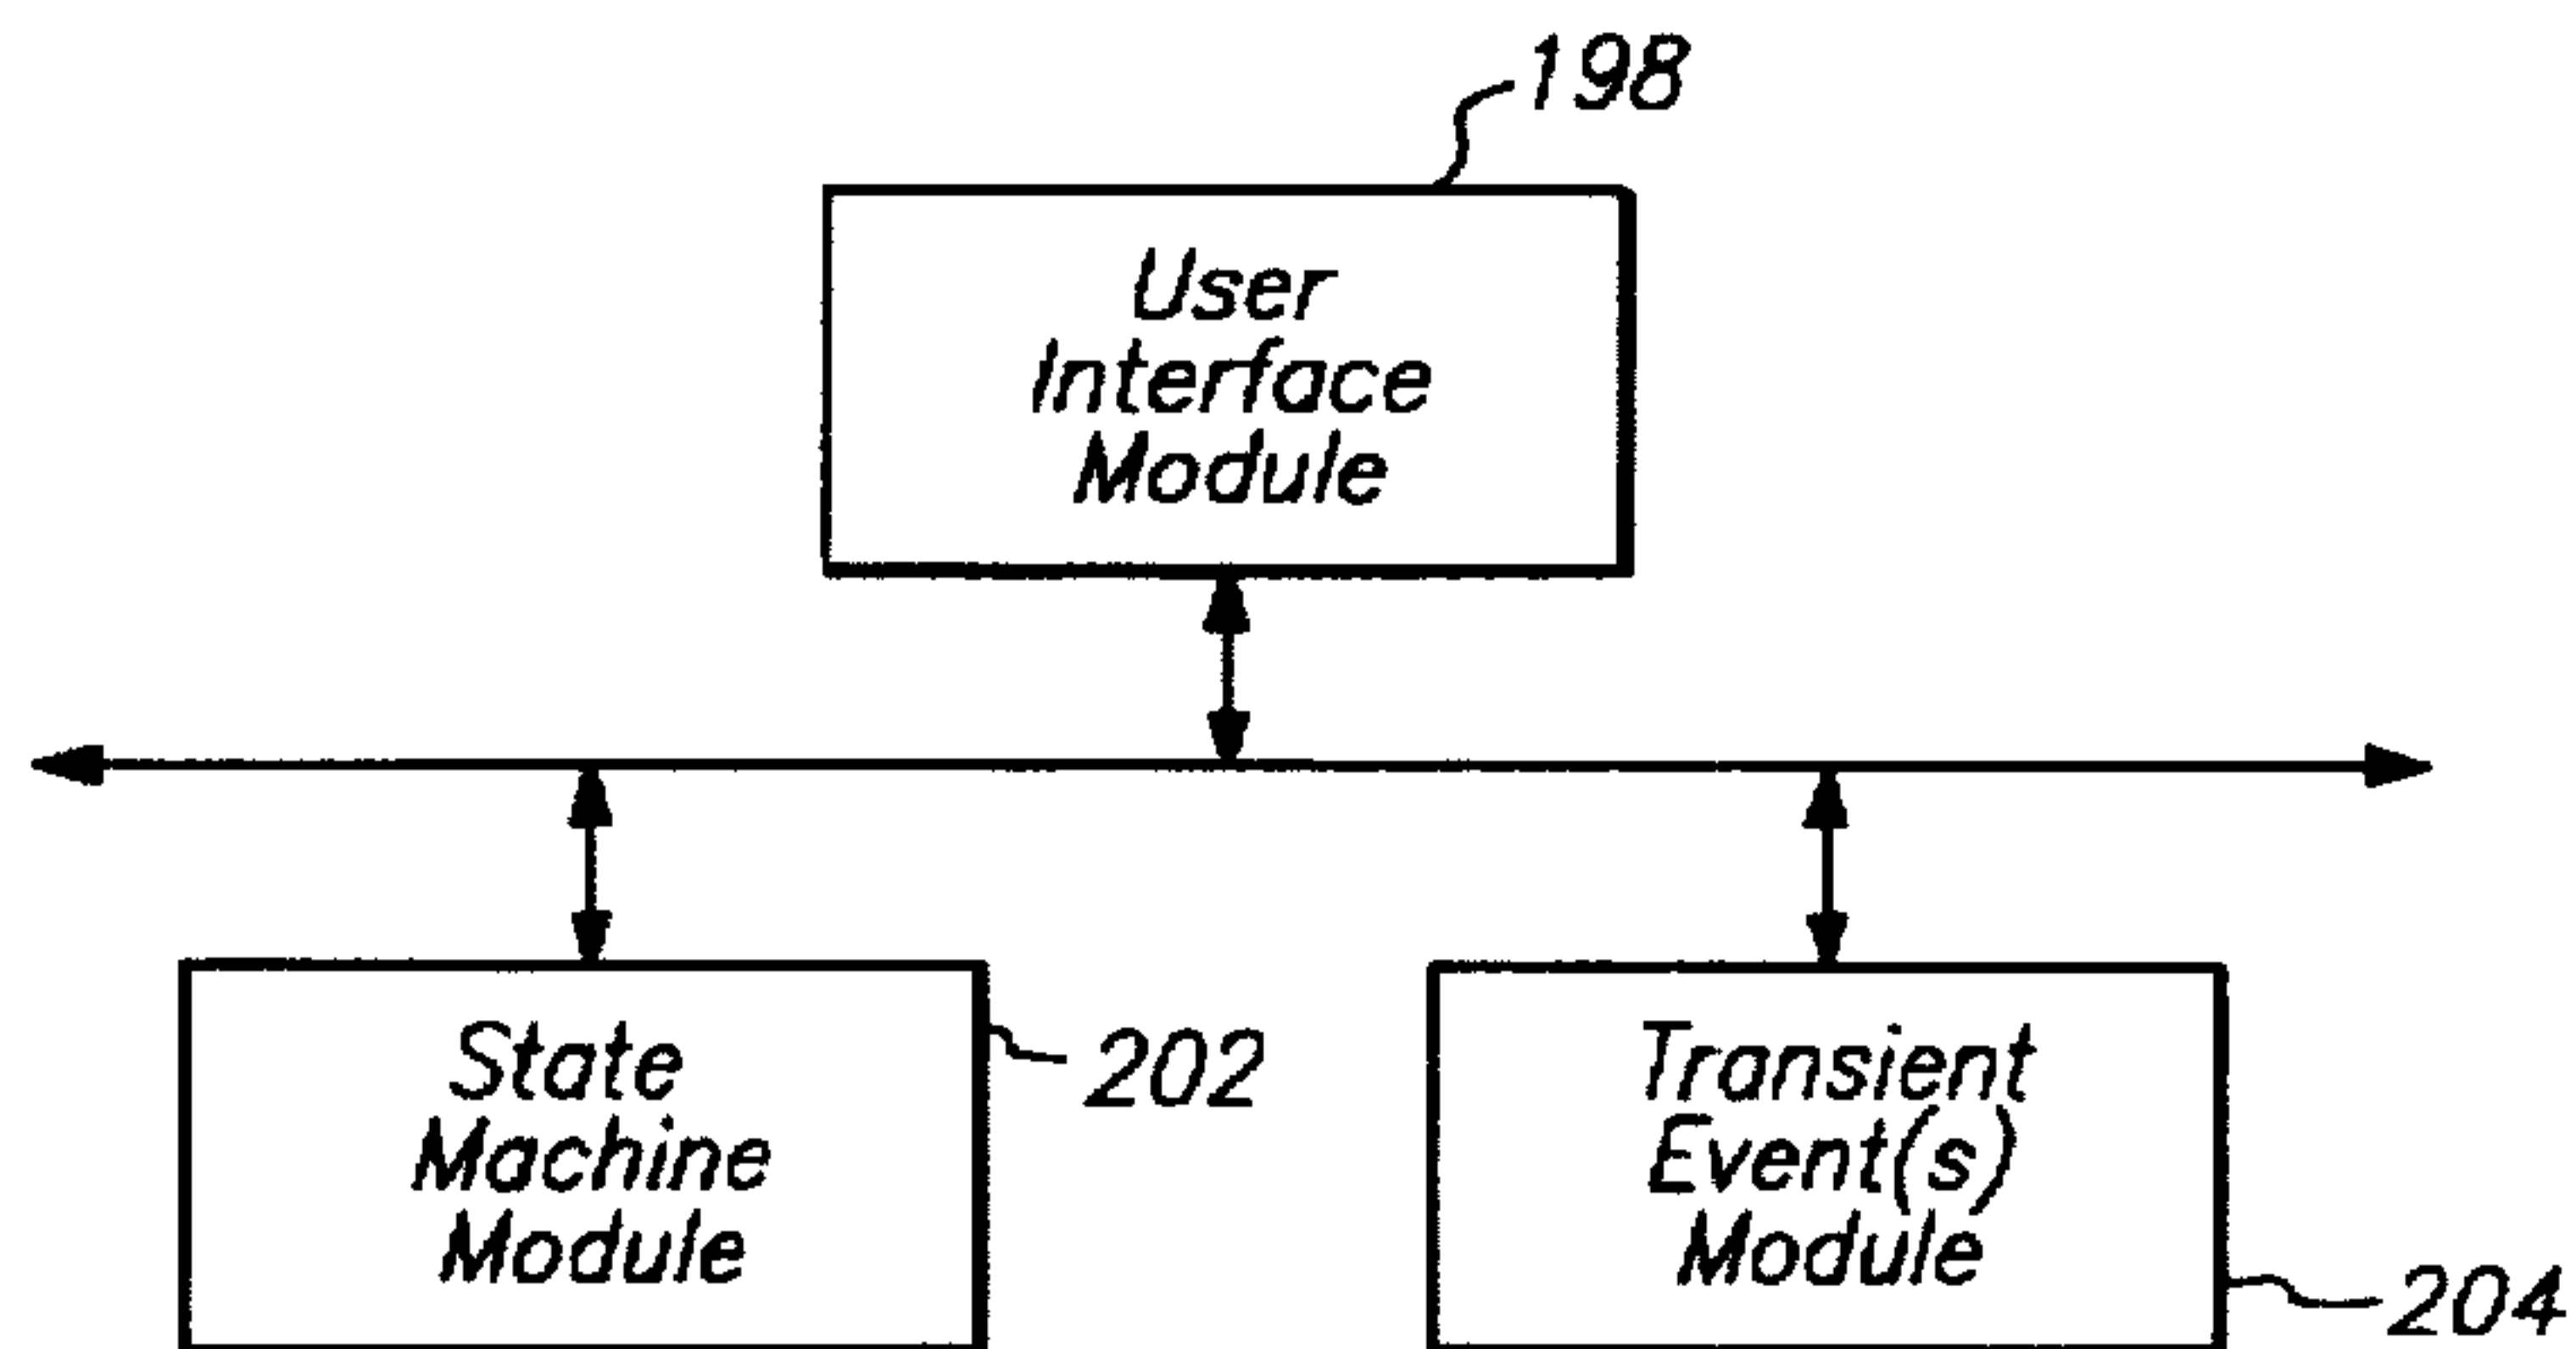 198
User
Interface
Module
State
Machine
Module
202
Transient
Event(s)
Module
204